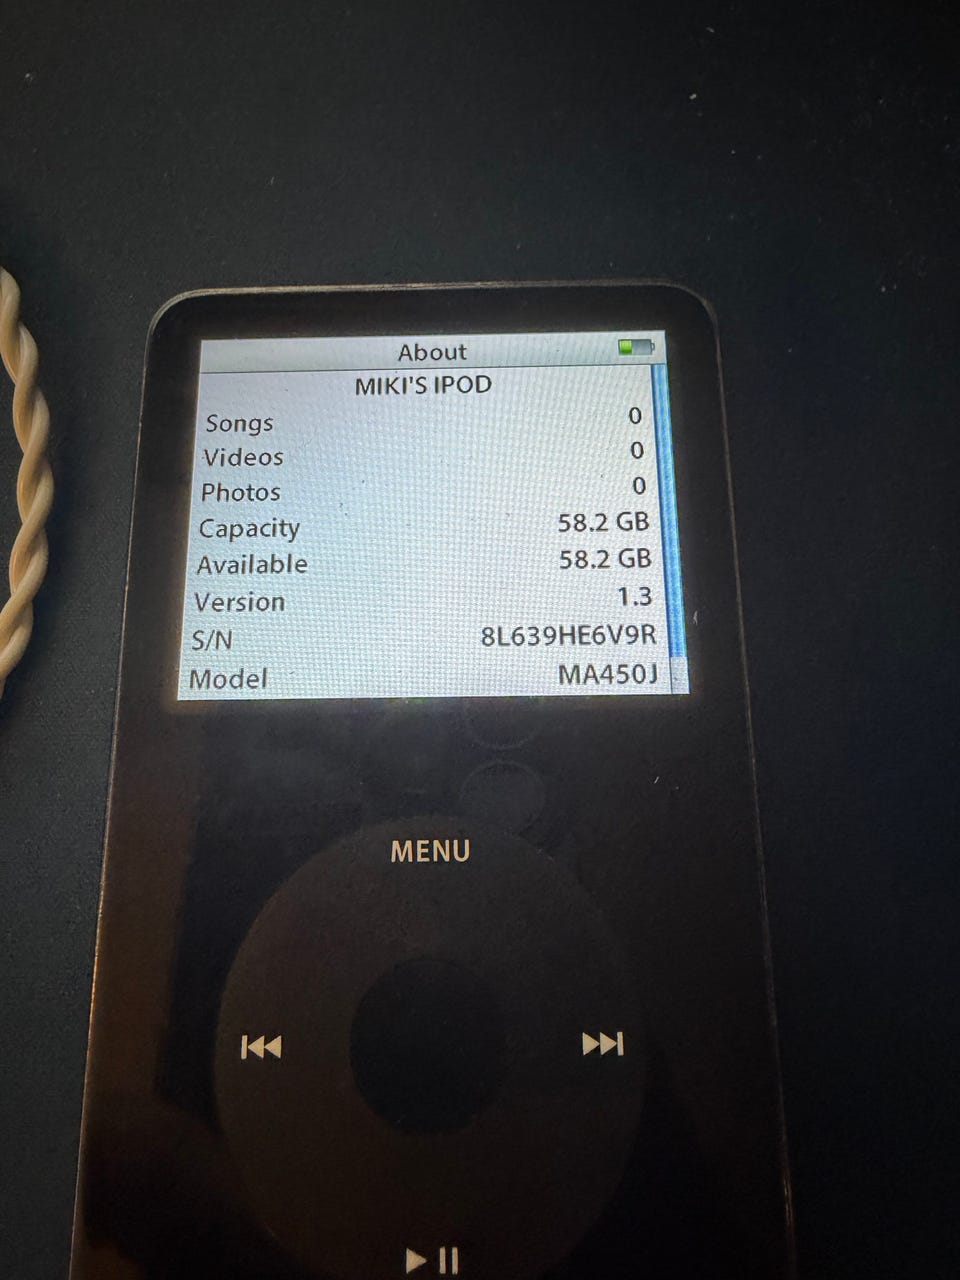 About
MIKI'S IPOD
Songs 0
Videos 0
Photos 0
Capacity 58.2 GB
Available 58.2 GB
Version 1.3
S/N 8L639HE6V9R
Model MA450J
MENU